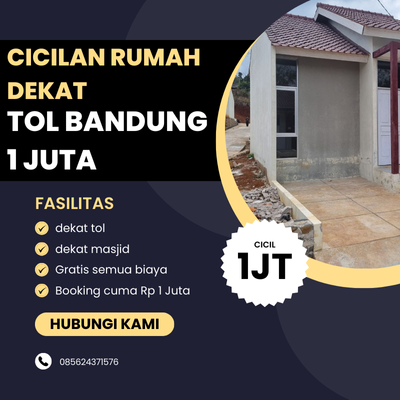 CICILAN RUMAH
DEKAT
TOL BANDUNG
1 JUTA
FASILITAS
dekat tol
dekat masjid
Gratis semua biaya
Booking cuma Rp 1 Juta
CICIL
1JT
HUBUNGI KAMI
085624371576